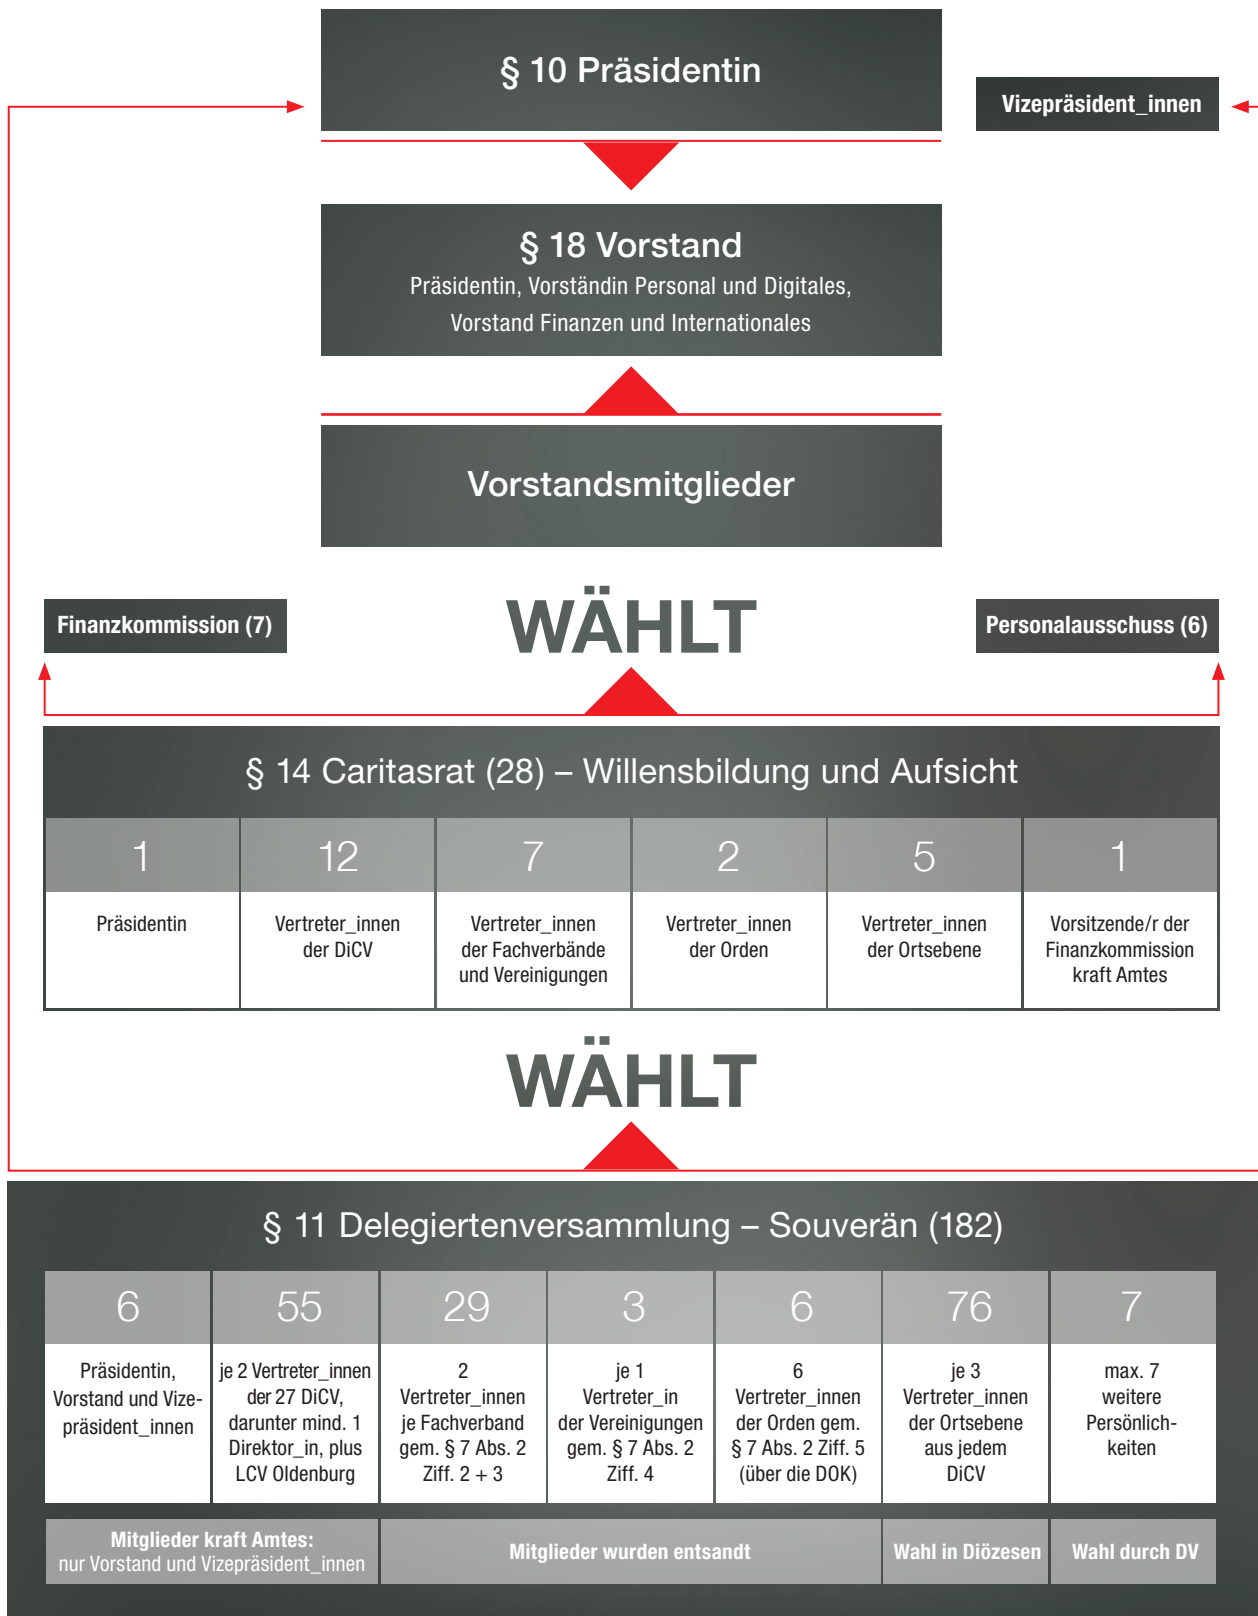 § 10 Präsidentin
Vizepräsident_innen
§ 18 Vorstand
Präsidentin, Vorständin Personal und Digitales,
Vorstand Finanzen und Internationales
Vorstandsmitglieder
Finanzkommission (7)
WÄHLT
Personalausschuss (6)
§ 14 Caritasrat (28) – Willensbildung und Aufsicht
1
Präsidentin
12
Vertreter_innen
der DiCV
7
Vertreter_innen
der Fachverbände
und Vereinigungen
2
Vertreter_innen
der Orden
5
Vertreter_innen
der Ortsebene
1
Vorsitzende/r der
Finanzkommission
kraft Amtes
WÄHLT
§ 11 Delegiertenversammlung – Souverän (182)
6
Präsidentin,
Vorstand und Vize-
präsident_innen
55
je 2 Vertreter_innen
der 27 DiCV,
darunter mind. 1
Direktor_in, plus
LCV Oldenburg
29
2
Vertreter_innen
je Fachverband
gem. § 7 Abs. 2
Ziff. 2 + 3
3
je 1
Vertreter_in
der Vereinigungen
gem. § 7 Abs. 2
Ziff. 4
6
6
Vertreter_innen
der Orden gem.
§ 7 Abs. 2 Ziff. 5
(über die DOK)
76
je 3
Vertreter_innen
der Ortsebene
aus jedem
DiCV
7
max. 7
weitere
Persönlich-
keiten
Mitglieder kraft Amtes:
nur Vorstand und Vizepräsident_innen
Mitglieder wurden entsandt
Wahl in Diözesen
Wahl durch DV